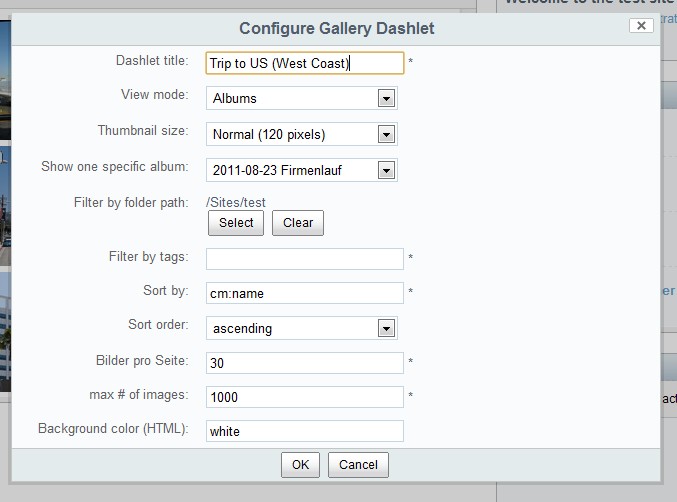 Welcome to the test site
Configure Gallery Dashlet
Dashlet title: Trip to US (West Coast) *
View mode: Albums
Thumbnail size: Normal (120 pixels)
Show one specific album: 2011-08-23 Firmenlauf
Filter by folder path: /Sites/test
Select Clear
Filter by tags: *
Sort by: cm:name *
Sort order: ascending
Bilder pro Seite: 30 *
max # of images: 1000 *
Background color (HTML): white
OK Cancel